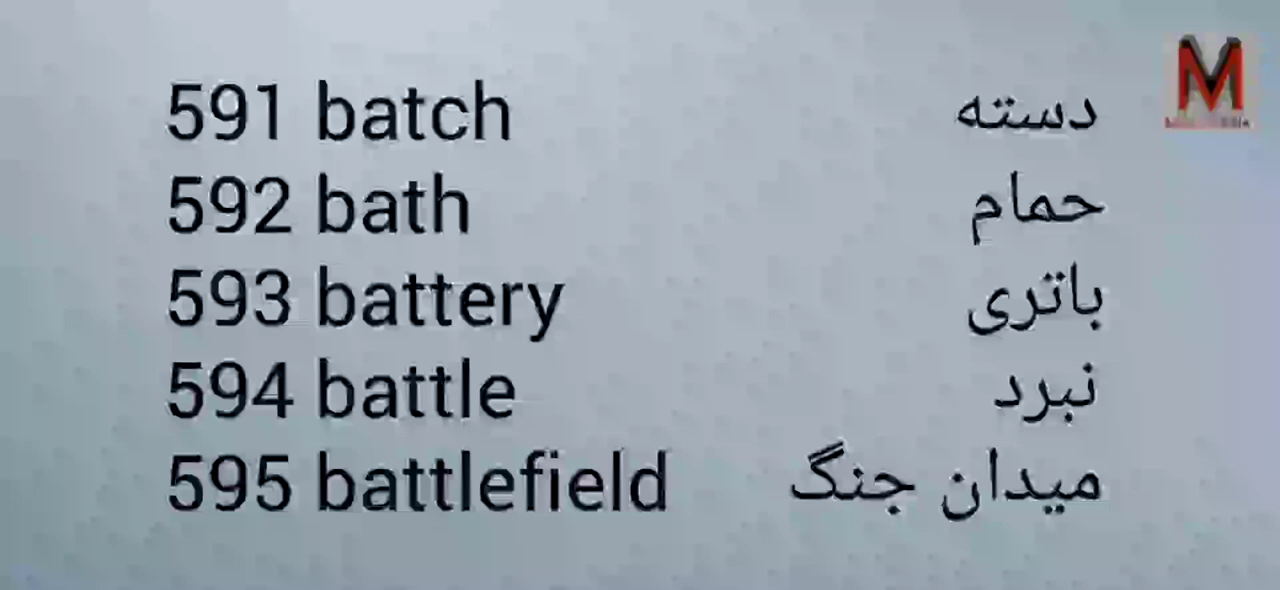 591 batch دسته
592 bath حمام
593 battery باتری
594 battle نبرد
595 battlefield میدان جنگ
M